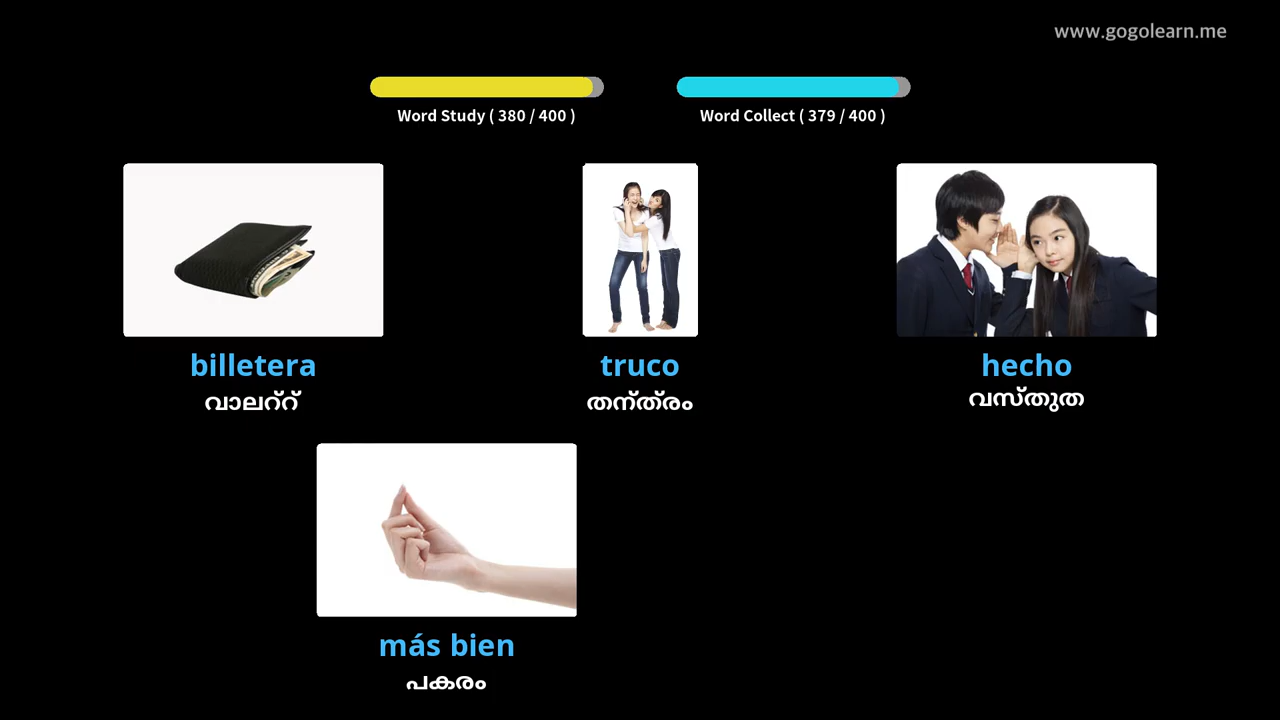 www.gogolearn.me
Word Study ( 380 / 400 )
Word Collect ( 379 / 400 )
billetera
truco
hecho
വാലറ്റ്
തന്ത്രം
വസ്തുത
más bien
പകരം